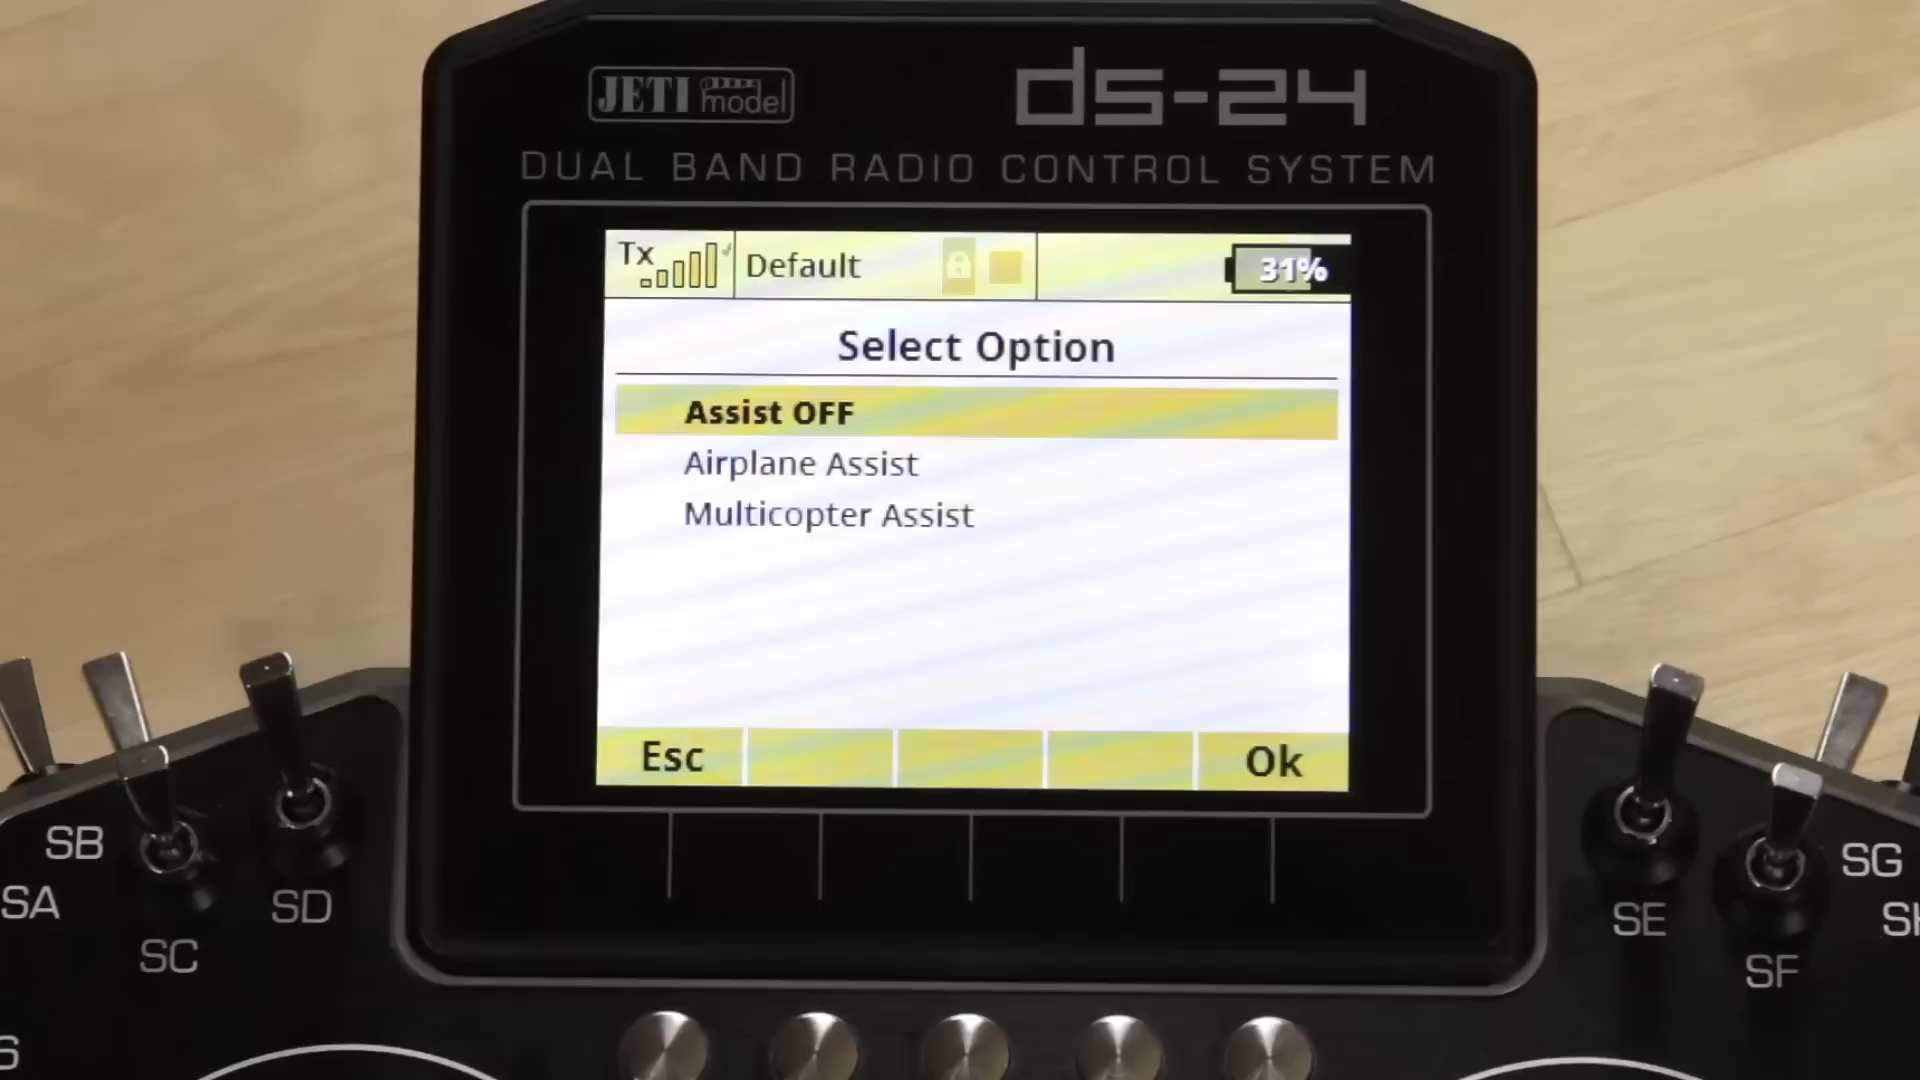 JETI model
ds-24
DUAL BAND RADIO CONTROL SYSTEM
Tx
Default
31%
Select Option
Assist OFF
Airplane Assist
Multicopter Assist
Esc
Ok
SB
SA
SC
SD
SE
SF
SG